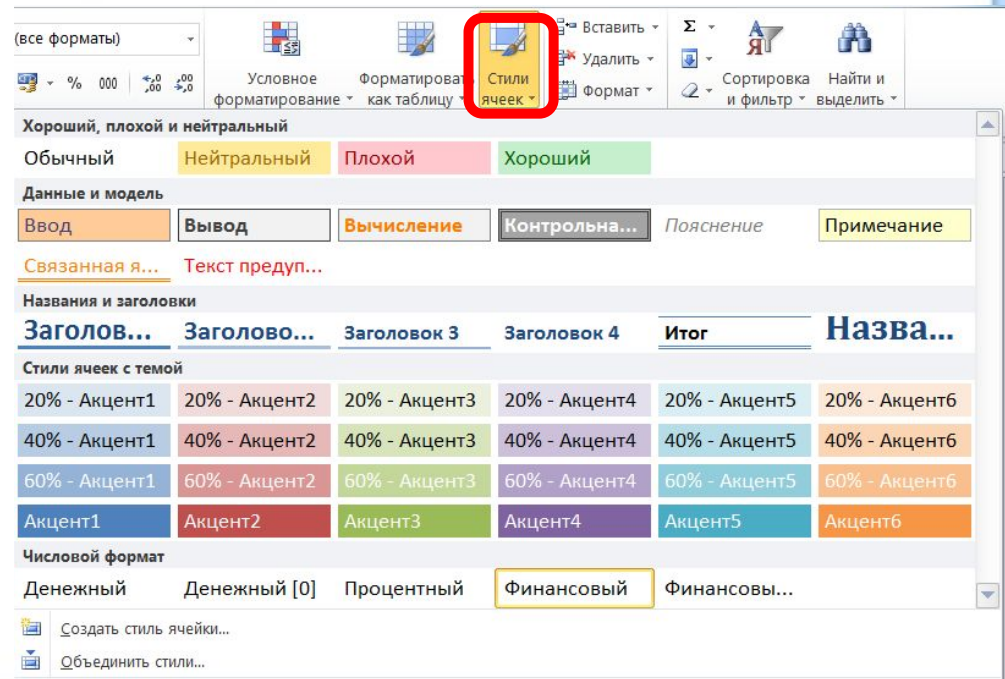 (все форматы)
% 000 ,00 ,0
Условное форматирование
Форматировать как таблицу
Стили ячеек
Вставить
Удалить
Формат
Σ
Сортировка и фильтр
Найти и выделить
Хороший, плохой и нейтральный
Обычный Нейтральный Плохой Хороший
Данные и модель
Ввод Вывод Вычисление Контрольна... Пояснение Примечание
Связанная я... Текст предуп...
Названия и заголовки
Заголов... Заголово... Заголовок 3 Заголовок 4 Итог Назва...
Стили ячеек с темой
20% - Акцент1 20% - Акцент2 20% - Акцент3 20% - Акцент4 20% - Акцент5 20% - Акцент6
40% - Акцент1 40% - Акцент2 40% - Акцент3 40% - Акцент4 40% - Акцент5 40% - Акцент6
60% - Акцент1 60% - Акцент2 60% - Акцент3 60% - Акцент4 60% - Акцент5 60% - Акцент6
Акцент1 Акцент2 Акцент3 Акцент4 Акцент5 Акцент6
Числовой формат
Денежный Денежный [0] Процентный Финансовый Финансовы...
Создать стиль ячейки...
Объединить стили...